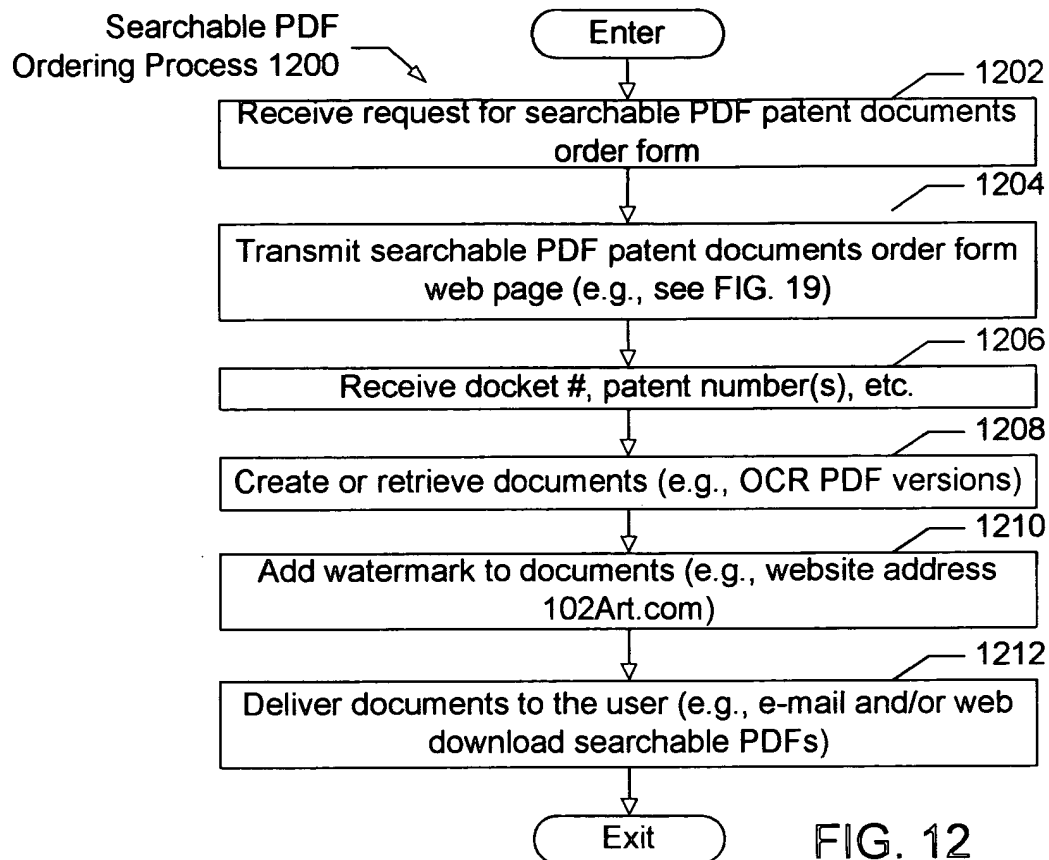 Searchable PDF
Ordering Process 1200
Enter
1202
Receive request for searchable PDF patent documents
order form
1204
Transmit searchable PDF patent documents order form
web page (e.g., see FIG. 19)
1206
Receive docket #, patent number(s), etc.
1208
Create or retrieve documents (e.g., OCR PDF versions)
1210
Add watermark to documents (e.g., website address
102Art.com)
1212
Deliver documents to the user (e.g., e-mail and/or web
download searchable PDFs)
Exit
FIG. 12